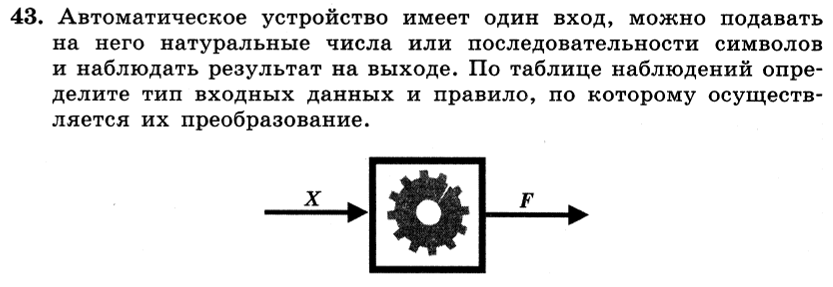 43. Автоматическое устройство имеет один вход, можно подавать
на него натуральные числа или последовательности символов
и наблюдать результат на выходе. По таблице наблюдений опре-
делите тип входных данных и правило, по которому осуществ-
ляется их преобразование.
X
F